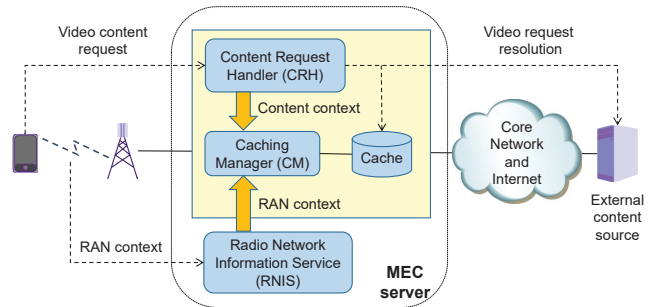 Video content
request
Content Request
Handler (CRH)
Video request
resolution
Content context
Caching
Manager (CM)
Cache
Core
Network
and
Internet
External
content
source
RAN context
RAN context
Radio Network
Information Service
(RNIS)
MEC
server